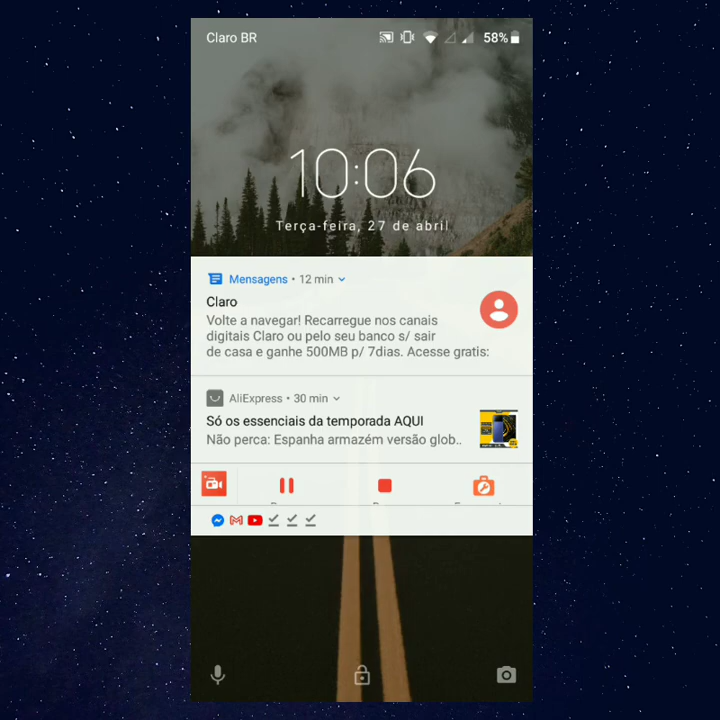 Claro BR
58%
10:06
Terça-feira, 27 de abril
Mensagens • 12 min
Claro
Volte a navegar! Recarregue nos canais
digitais Claro ou pelo seu banco s/ sair
de casa e ganhe 500MB p/ 7dias. Acesse gratis:
AliExpress • 30 min
Só os essenciais da temporada AQUI
Não perca: Espanha armazém versão glob..